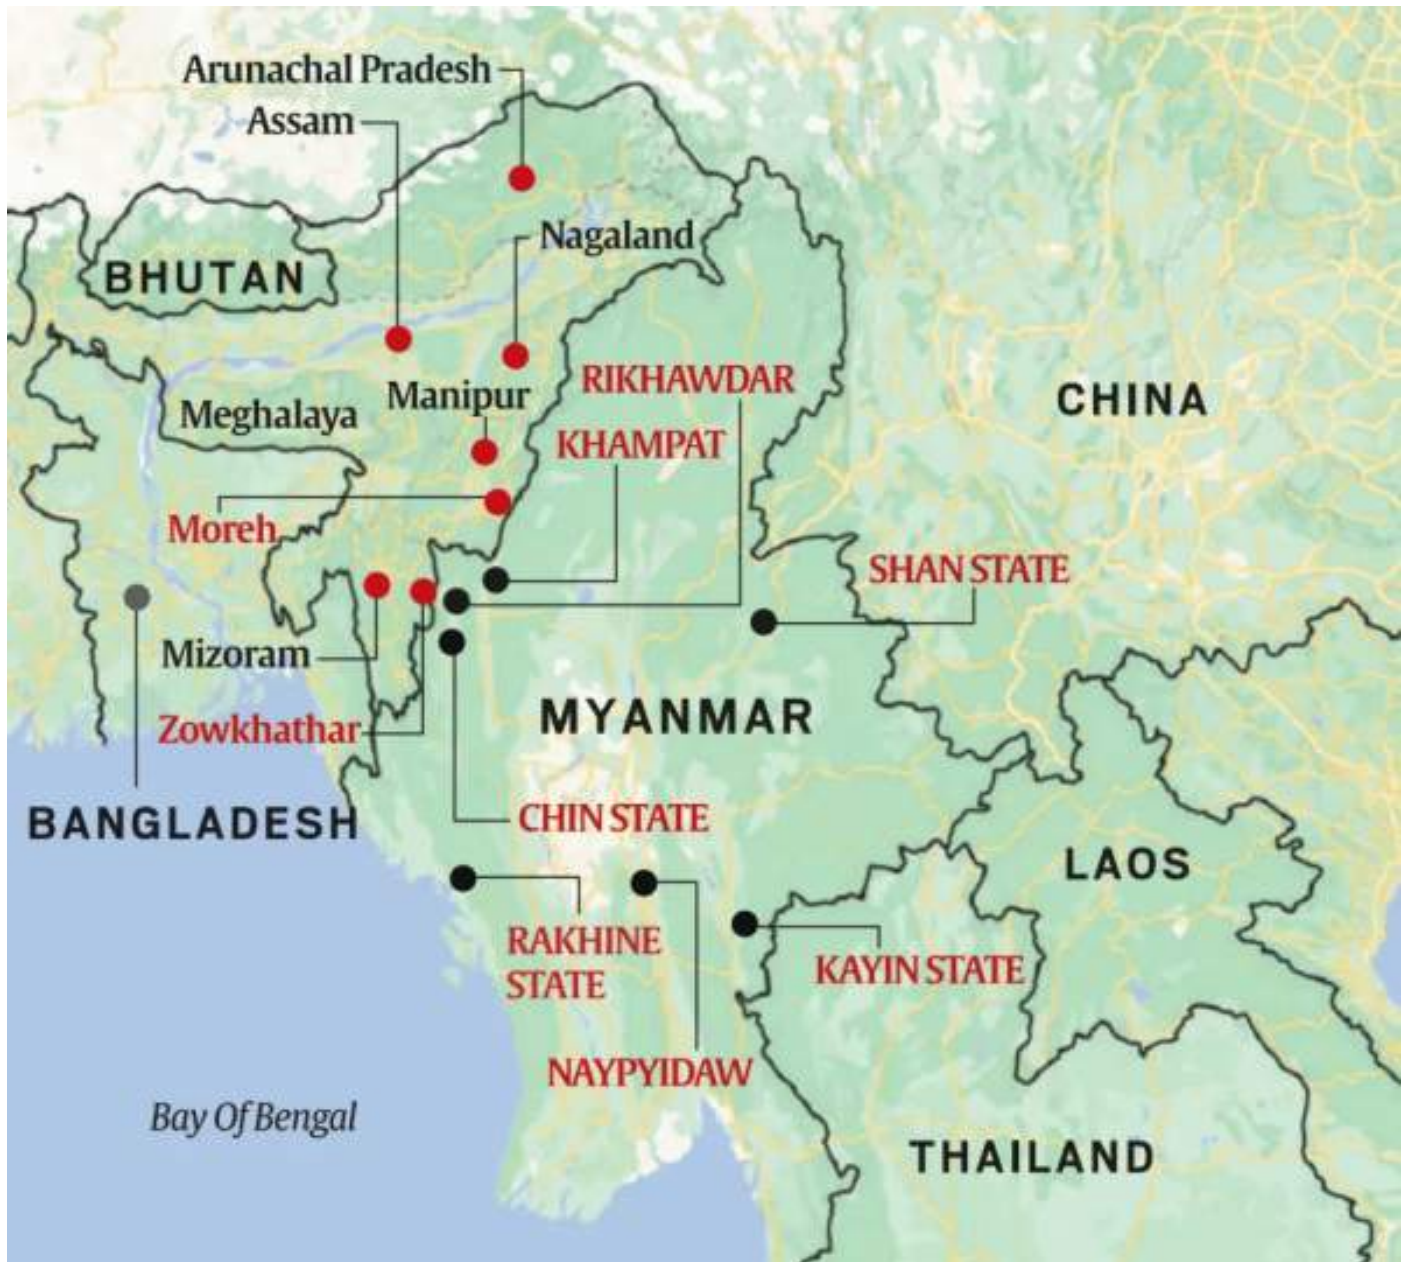 Arunachal Pradesh
Assam
Nagaland
BHUTAN
RIKHAWDAR
Manipur
CHINA
Meghalaya
KHAMPAT
Moreh
SHAN STATE
Mizoram
MYANMAR
Zowkhathar
CHIN STATE
BANGLADESH
LAOS
RAKHINE
STATE
KAYIN STATE
NAYPYIDAW
Bay Of Bengal
THAILAND